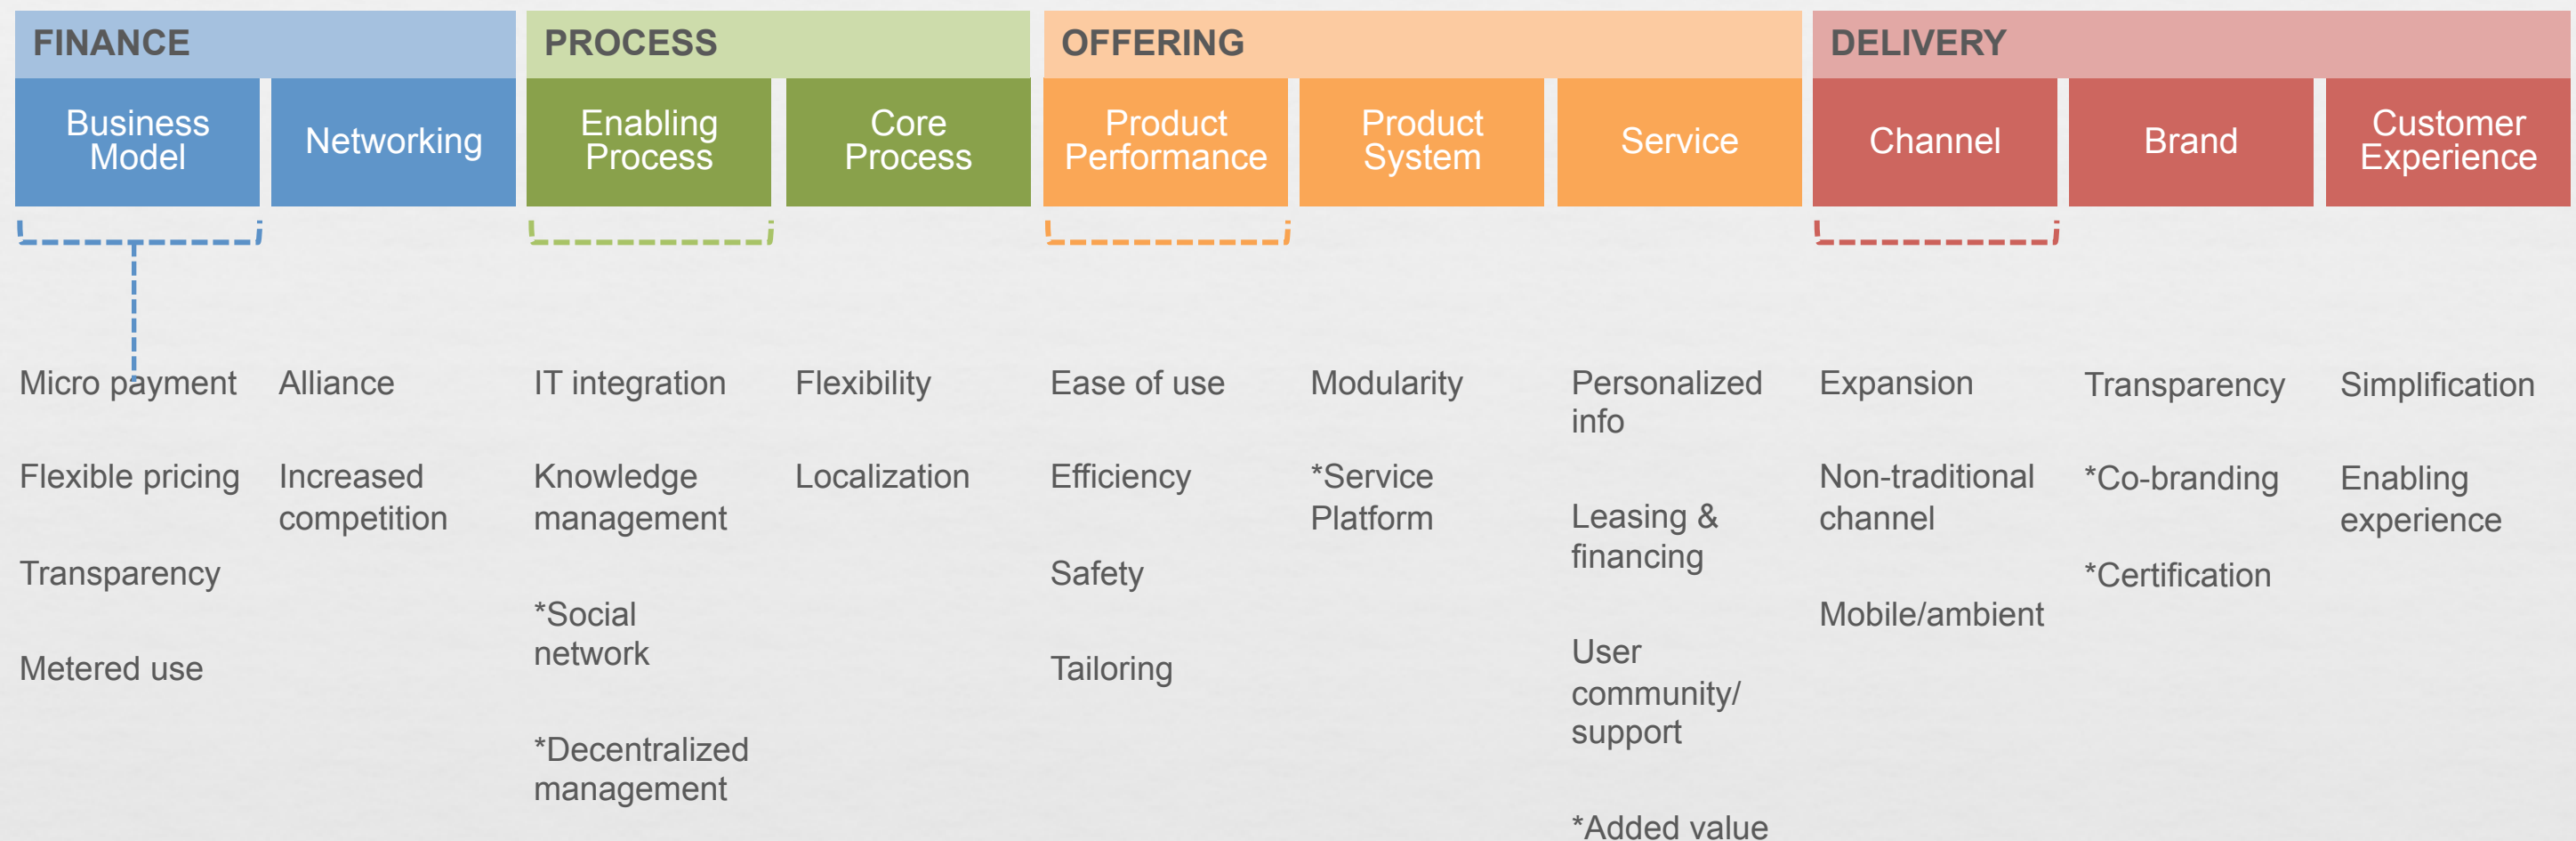 FINANCE
Business
Model
Networking
PROCESS
Enabling
Process
Core
Process
OFFERING
Product
Performance
Product
System
Service
DELIVERY
Channel
Brand
Customer
Experience
Micro payment
Flexible pricing
Transparency
Metered use
Alliance
Increased
competition
IT integration
Knowledge
management
*Social
network
*Decentralized
management
Flexibility
Localization
Ease of use
Efficiency
Safety
Tailoring
Modularity
*Service
Platform
Personalized
info
Leasing &
financing
User
community/
support
*Added value
Expansion
Non-traditional
channel
Mobile/ambient
Transparency
*Co-branding
*Certification
Simplification
Enabling
experience